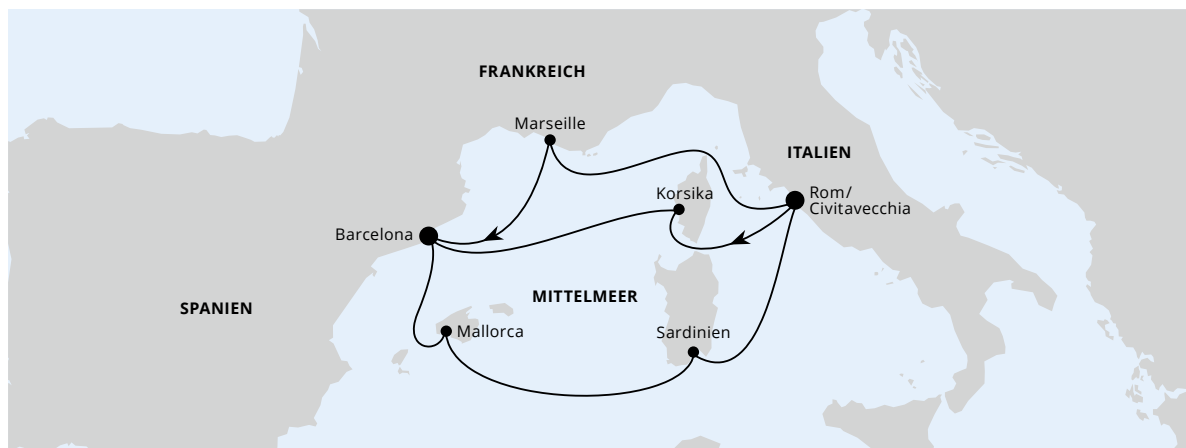 FRANKREICH
Marseille
ITALIEN
Korsika
Rom/
Civitavecchia
Barcelona
MITTELMEER
SPANIEN
Mallorca
Sardinien